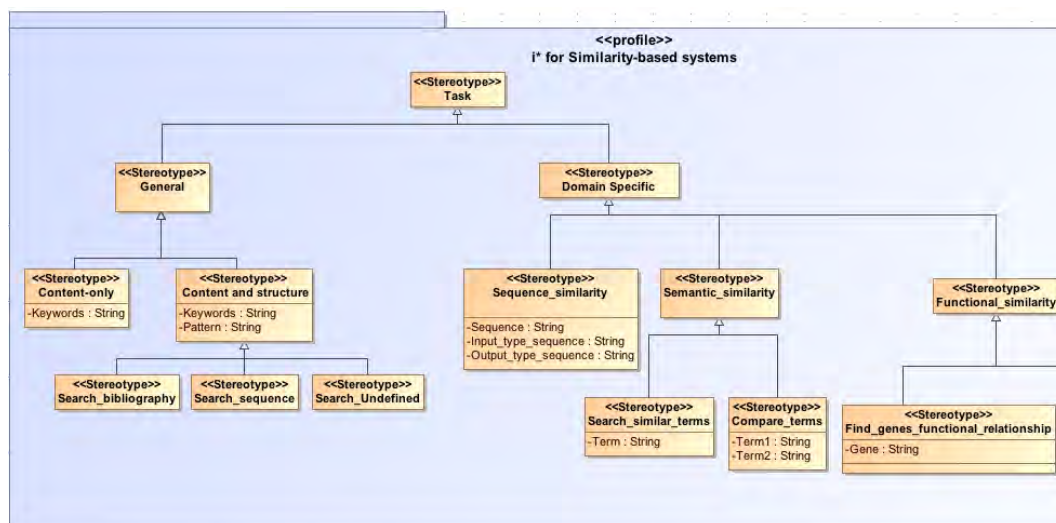 <<profile>>
i* for Similarity-based systems
<<Stereotype>>
Task
<<Stereotype>>
General
<<Stereotype>>
Domain Specific
<<Stereotype>>
Content-only
-Keywords : String
<<Stereotype>>
Content and structure
-Keywords : String
-Pattern : String
<<Stereotype>>
Sequence_similarity
-Sequence : String
-Input_type_sequence : String
-Output_type_sequence : String
<<Stereotype>>
Semantic_similarity
<<Stereotype>>
Functional_similarity
<<Stereotype>>
Search_bibliography
<<Stereotype>>
Search_sequence
<<Stereotype>>
Search_Undefined
<<Stereotype>>
Search_similar_terms
-Term : String
<<Stereotype>>
Compare_terms
-Term1 : String
-Term2 : String
<<Stereotype>>
Find_genes_functional_relationship
-Gene : String